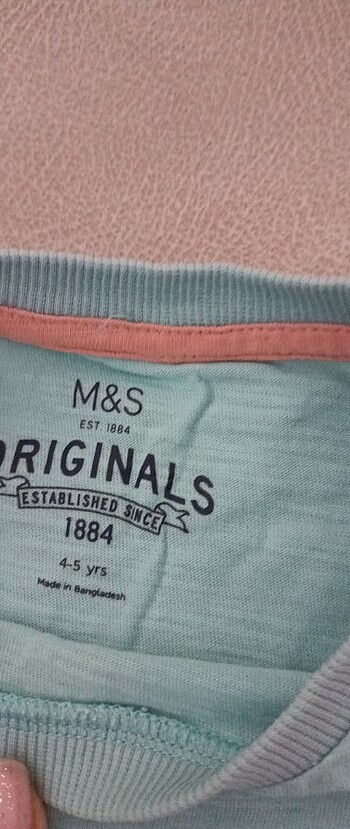 M&S
EST 1884
ORIGINALS
ESTABLISHED SINCE
1884
4-5 yrs
Made in Bangladesh